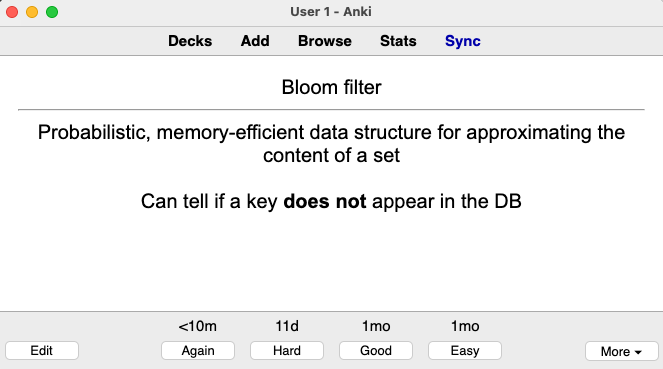 User 1 - Anki
Decks Add Browse Stats Sync
Bloom filter
Probabilistic, memory-efficient data structure for approximating the
content of a set
Can tell if a key does not appear in the DB
<10m 11d 1mo 1mo
Edit Again Hard Good Easy More